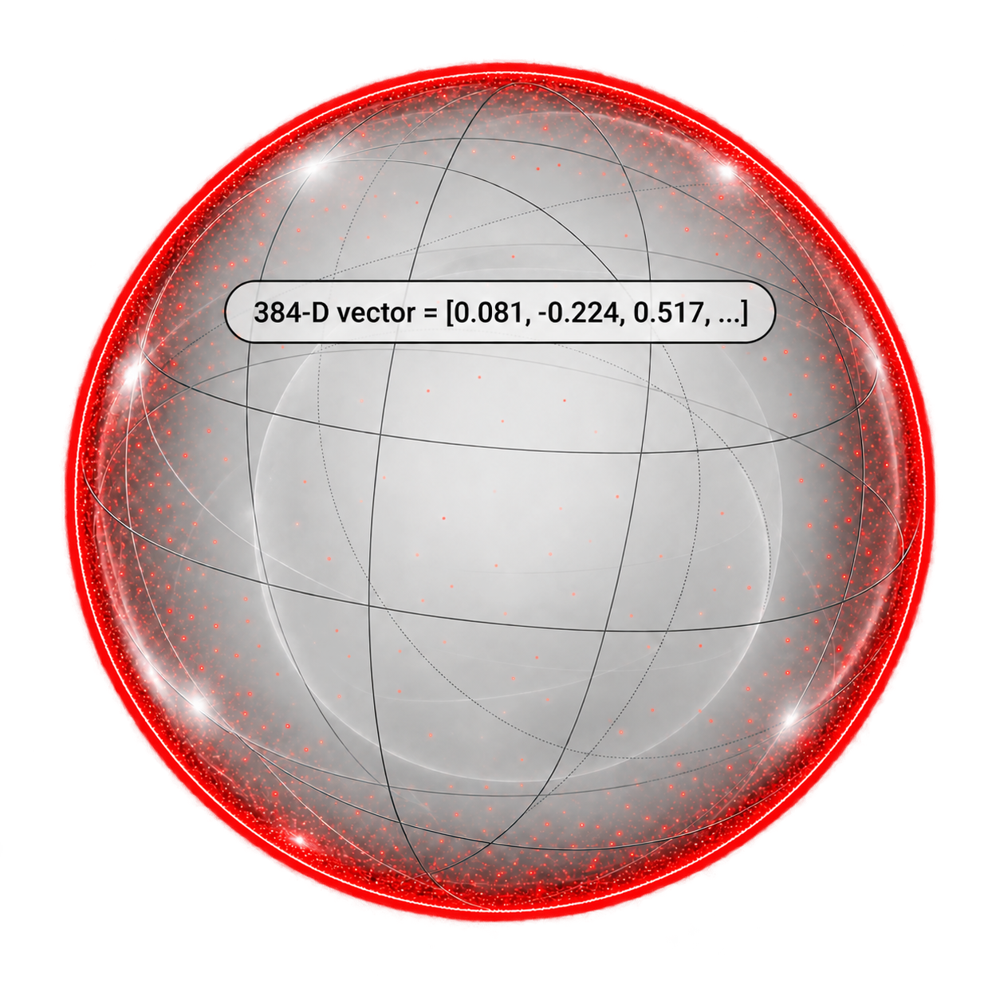 384-D vector = [0.081, -0.224, 0.517, ...]